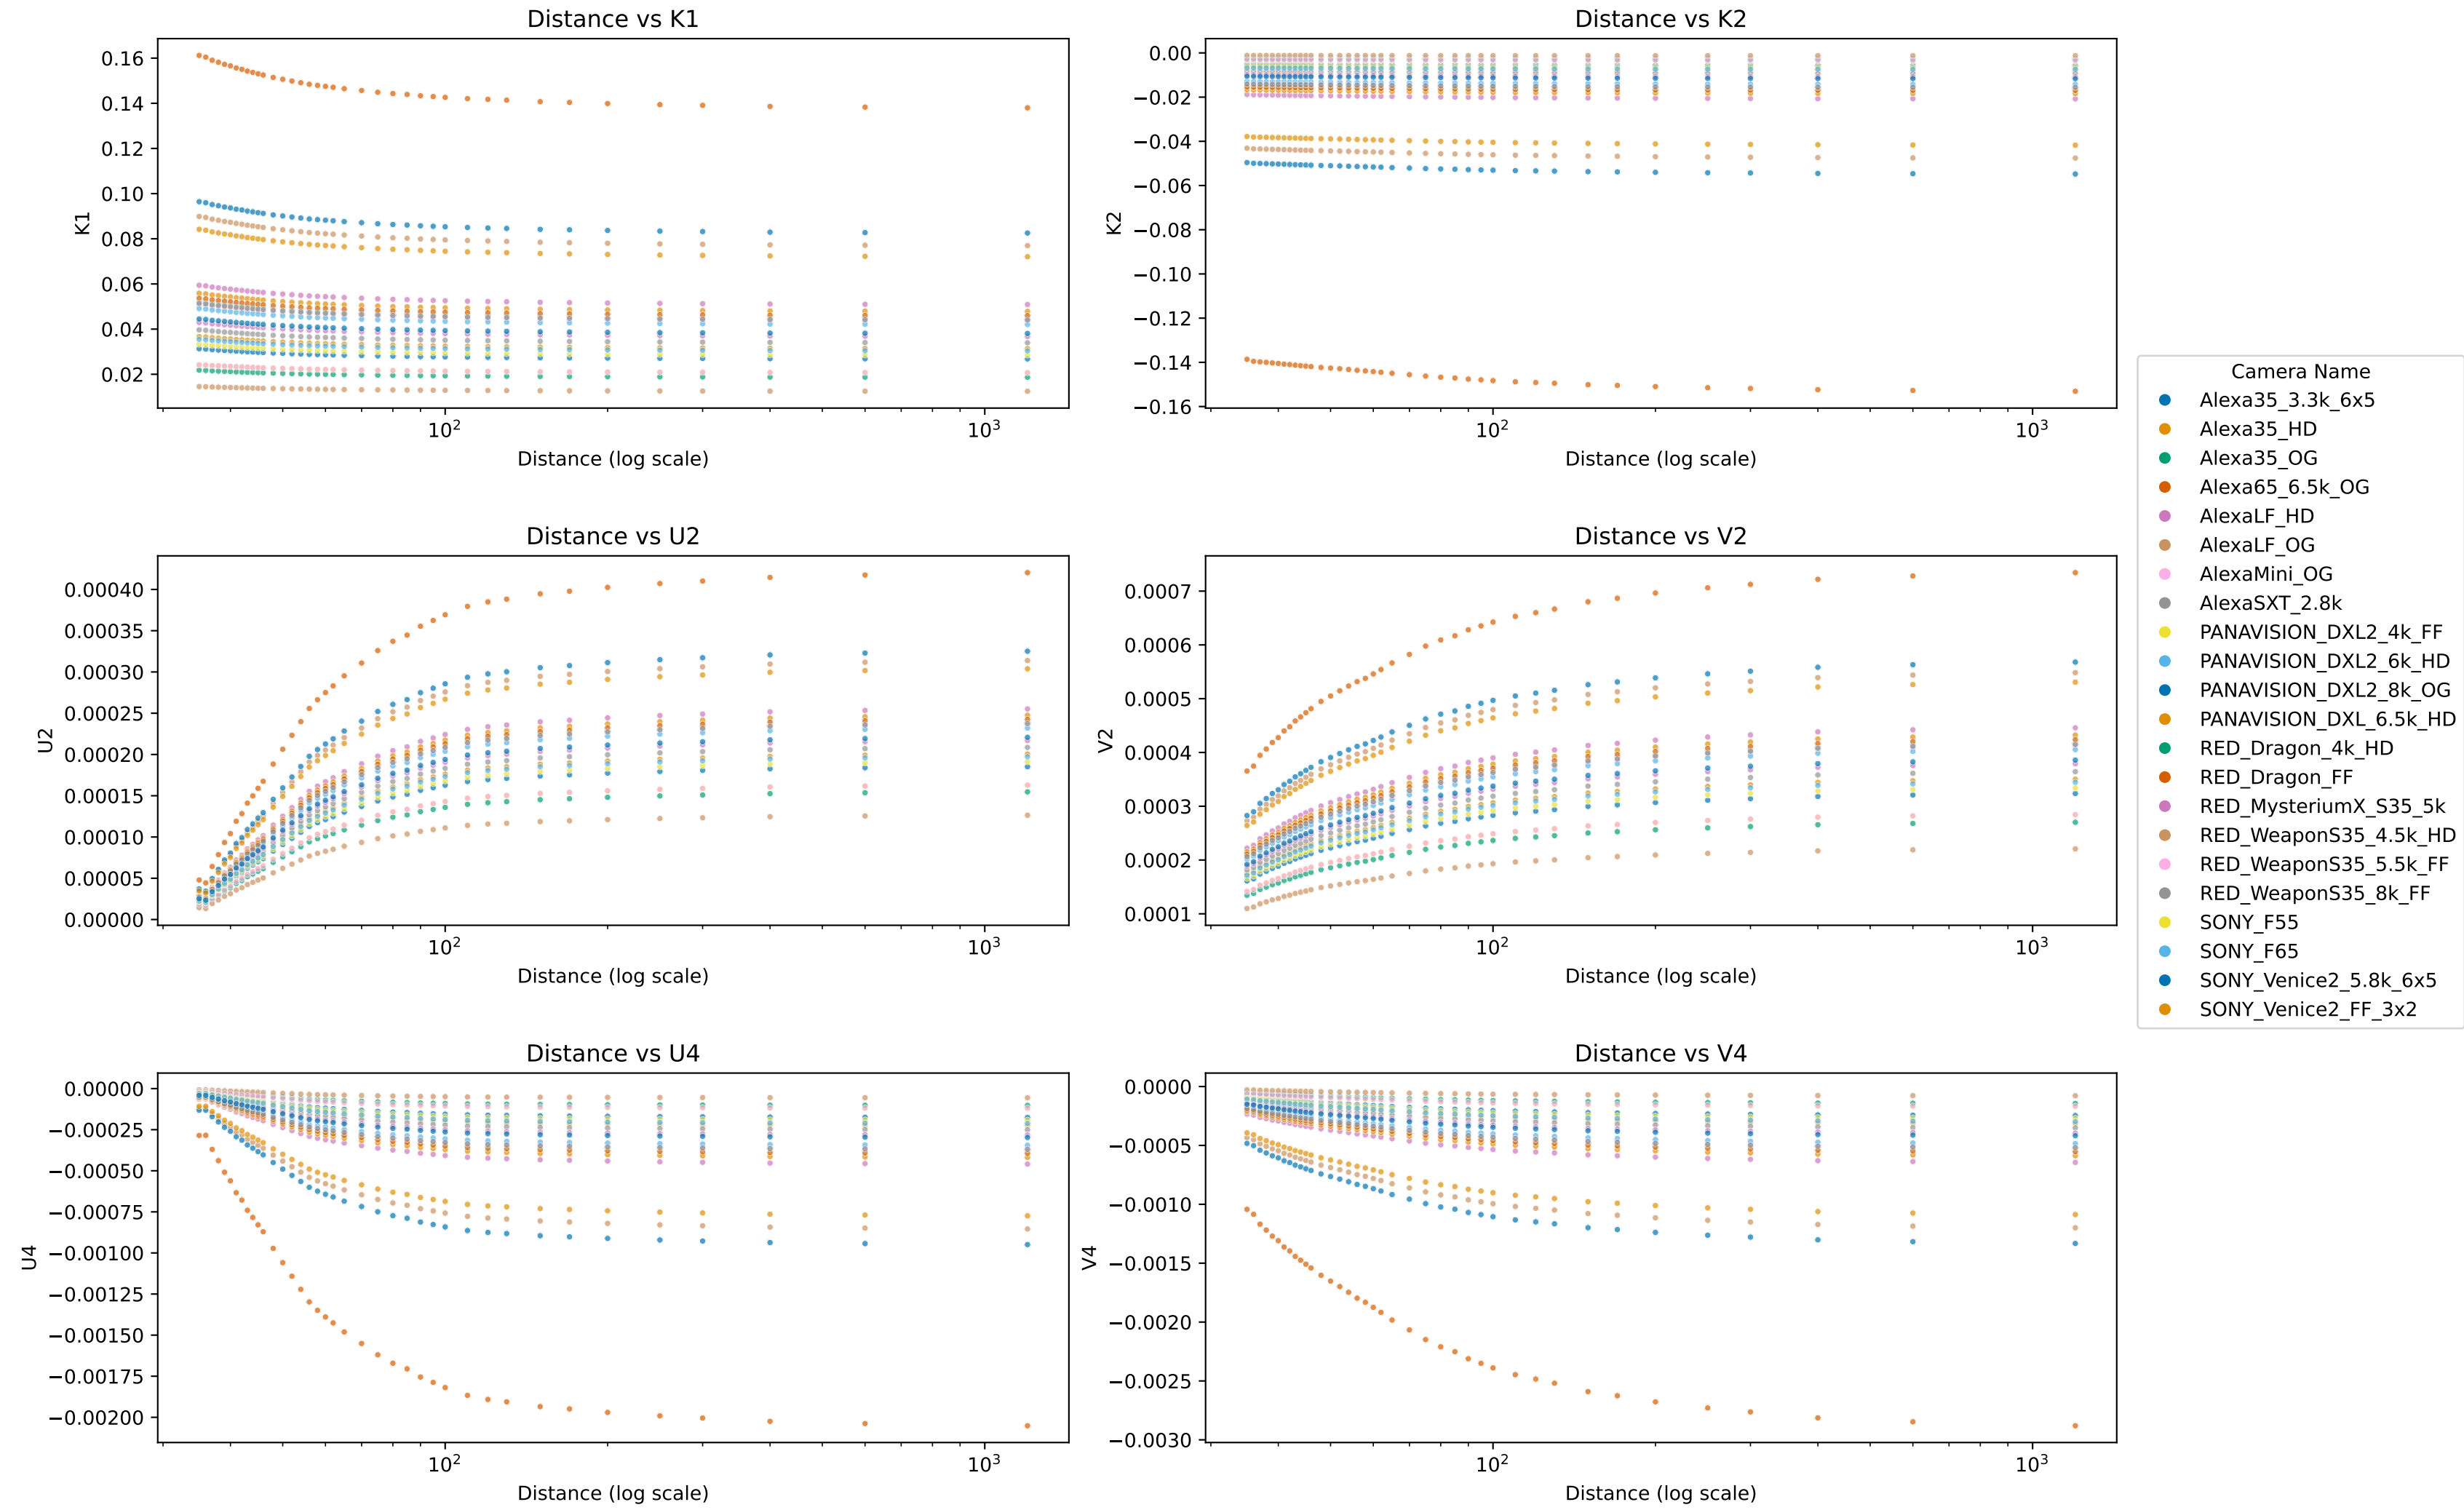 Distance vs K1
K1
0.16
0.14
0.12
0.10
0.08
0.06
0.04
0.02
10²
10³
Distance (log scale)
Distance vs K2
K2
0.00
−0.02
−0.04
−0.06
−0.08
−0.10
−0.12
−0.14
−0.16
10²
10³
Distance (log scale)
Distance vs U2
U2
0.00040
0.00035
0.00030
0.00025
0.00020
0.00015
0.00010
0.00005
0.00000
10²
10³
Distance (log scale)
Distance vs V2
V2
0.0007
0.0006
0.0005
0.0004
0.0003
0.0002
0.0001
10²
10³
Distance (log scale)
Distance vs U4
U4
0.00000
−0.00025
−0.00050
−0.00075
−0.00100
−0.00125
−0.00150
−0.00175
−0.00200
10²
10³
Distance (log scale)
Distance vs V4
V4
0.0000
−0.0005
−0.0010
−0.0015
−0.0020
−0.0025
−0.0030
10²
10³
Distance (log scale)
Camera Name
Alexa35_3.3k_6x5
Alexa35_HD
Alexa35_OG
Alexa65_6.5k_OG
AlexaLF_HD
AlexaLF_OG
AlexaMini_OG
AlexaSXT_2.8k
PANAVISION_DXL2_4k_FF
PANAVISION_DXL2_6k_HD
PANAVISION_DXL2_8k_OG
PANAVISION_DXL_6.5k_HD
RED_Dragon_4k_HD
RED_Dragon_FF
RED_MysteriumX_S35_5k
RED_WeaponS35_4.5k_HD
RED_WeaponS35_5.5k_FF
RED_WeaponS35_8k_FF
SONY_F55
SONY_F65
SONY_Venice2_5.8k_6x5
SONY_Venice2_FF_3x2